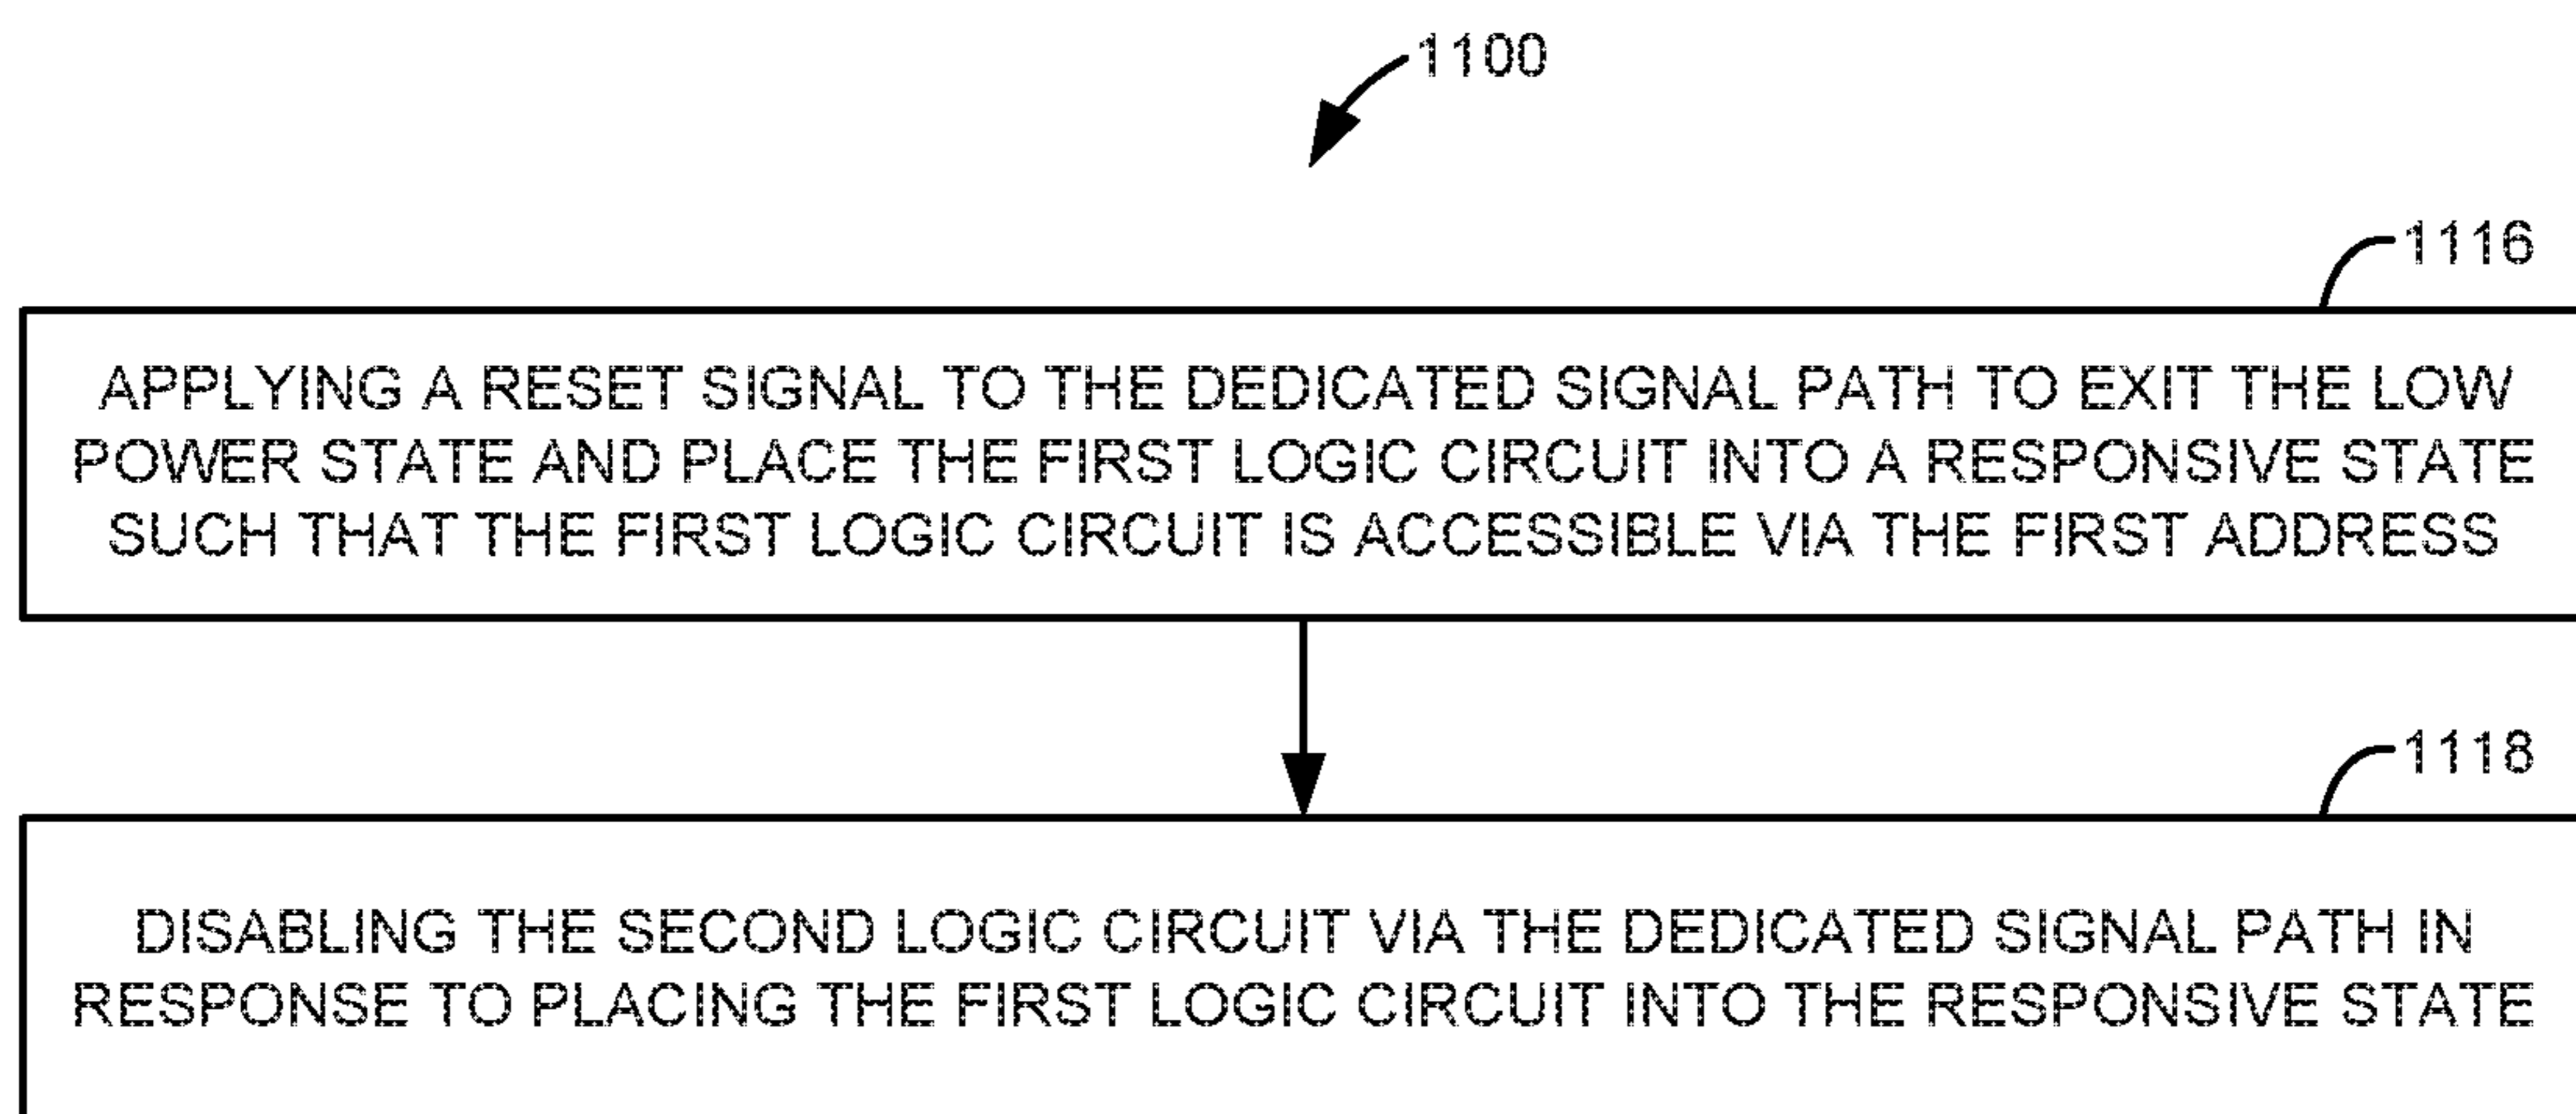 1100
1116
APPLYING A RESET SIGNAL TO THE DEDICATED SIGNAL PATH TO EXIT THE LOW
POWER STATE AND PLACE THE FIRST LOGIC CIRCUIT INTO A RESPONSIVE STATE
SUCH THAT THE FIRST LOGIC CIRCUIT IS ACCESSIBLE VIA THE FIRST ADDRESS
1118
DISABLING THE SECOND LOGIC CIRCUIT VIA THE DEDICATED SIGNAL PATH IN
RESPONSE TO PLACING THE FIRST LOGIC CIRCUIT INTO THE RESPONSIVE STATE